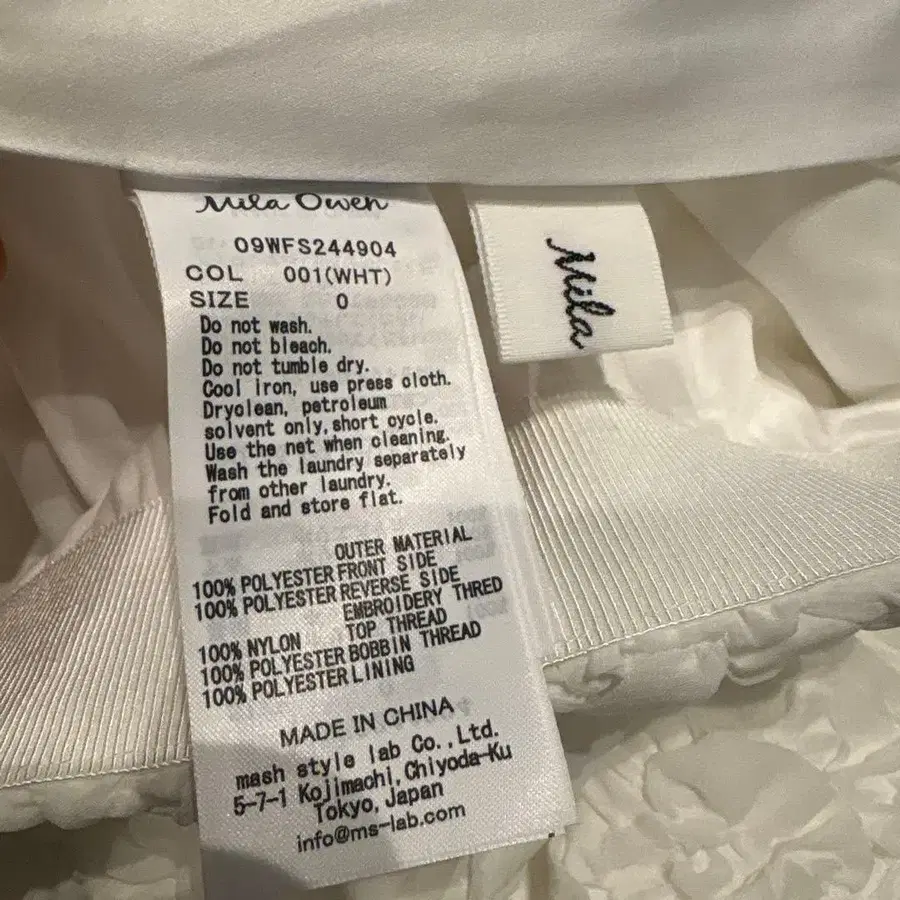 Mila Owen
09WFS244904
COL 001(WHT)
SIZE 0
Do not wash.
Do not bleach.
Do not tumble dry.
Cool iron, use press cloth.
Dryclean, petroleum
solvent only,short cycle.
Use the net when cleaning.
Wash the laundry separately
from other laundry.
Fold and store flat.
OUTER MATERIAL
100% POLYESTER FRONT SIDE
100% POLYESTER REVERSE SIDE
EMBROIDERY THRED
100% NYLON TOP THREAD
100% POLYESTER BOBBIN THREAD
100% POLYESTER LINING
MADE IN CHINA
mash style lab Co.,Ltd.
5-7-1 Kojimachi,Chiyoda-Ku
Tokyo,Japan
info@ms-lab.com
Mila